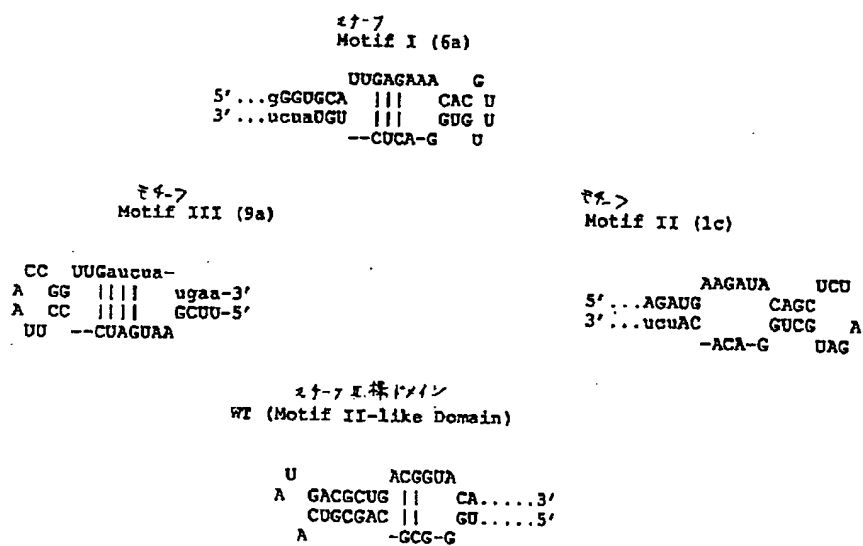 モチーフ
Motif I (6a)
UUGAGAAA G
5'...gGGUGCA ||| CAC U
3'...ucuaUGU ||| GUG U
--CUCA-G U
モチーフ
Motif III (9a)
モチーフ
Motif II (1c)
CC UUGaucua-
A GG |||| ugaa-3'
A CC |||| GCUU-5'
UU --CUAGUAA
AAGAUA UCU
5'...AGAUG CAGC
3'...ucuAC GUCG A
-ACA-G UAG
モチーフII様ドメイン
WT (Motif II-like Domain)
U ACGGUA
A GACGCUG || CA.....3'
CUGCGAC || GU.....5'
A -GCG-G